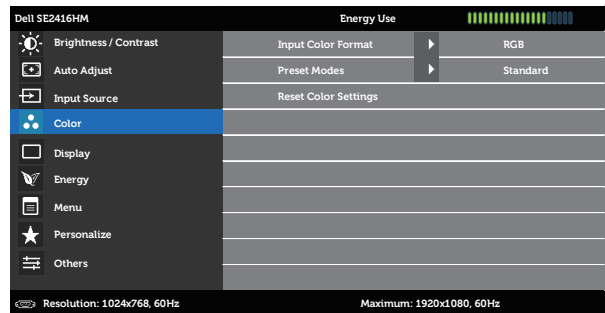 Dell SE2416HM Energy Use
Brightness / Contrast Input Color Format RGB
Auto Adjust Preset Modes Standard
Input Source Reset Color Settings
Color
Display
Energy
Menu
Personalize
Others
Resolution: 1024x768, 60Hz Maximum: 1920x1080, 60Hz